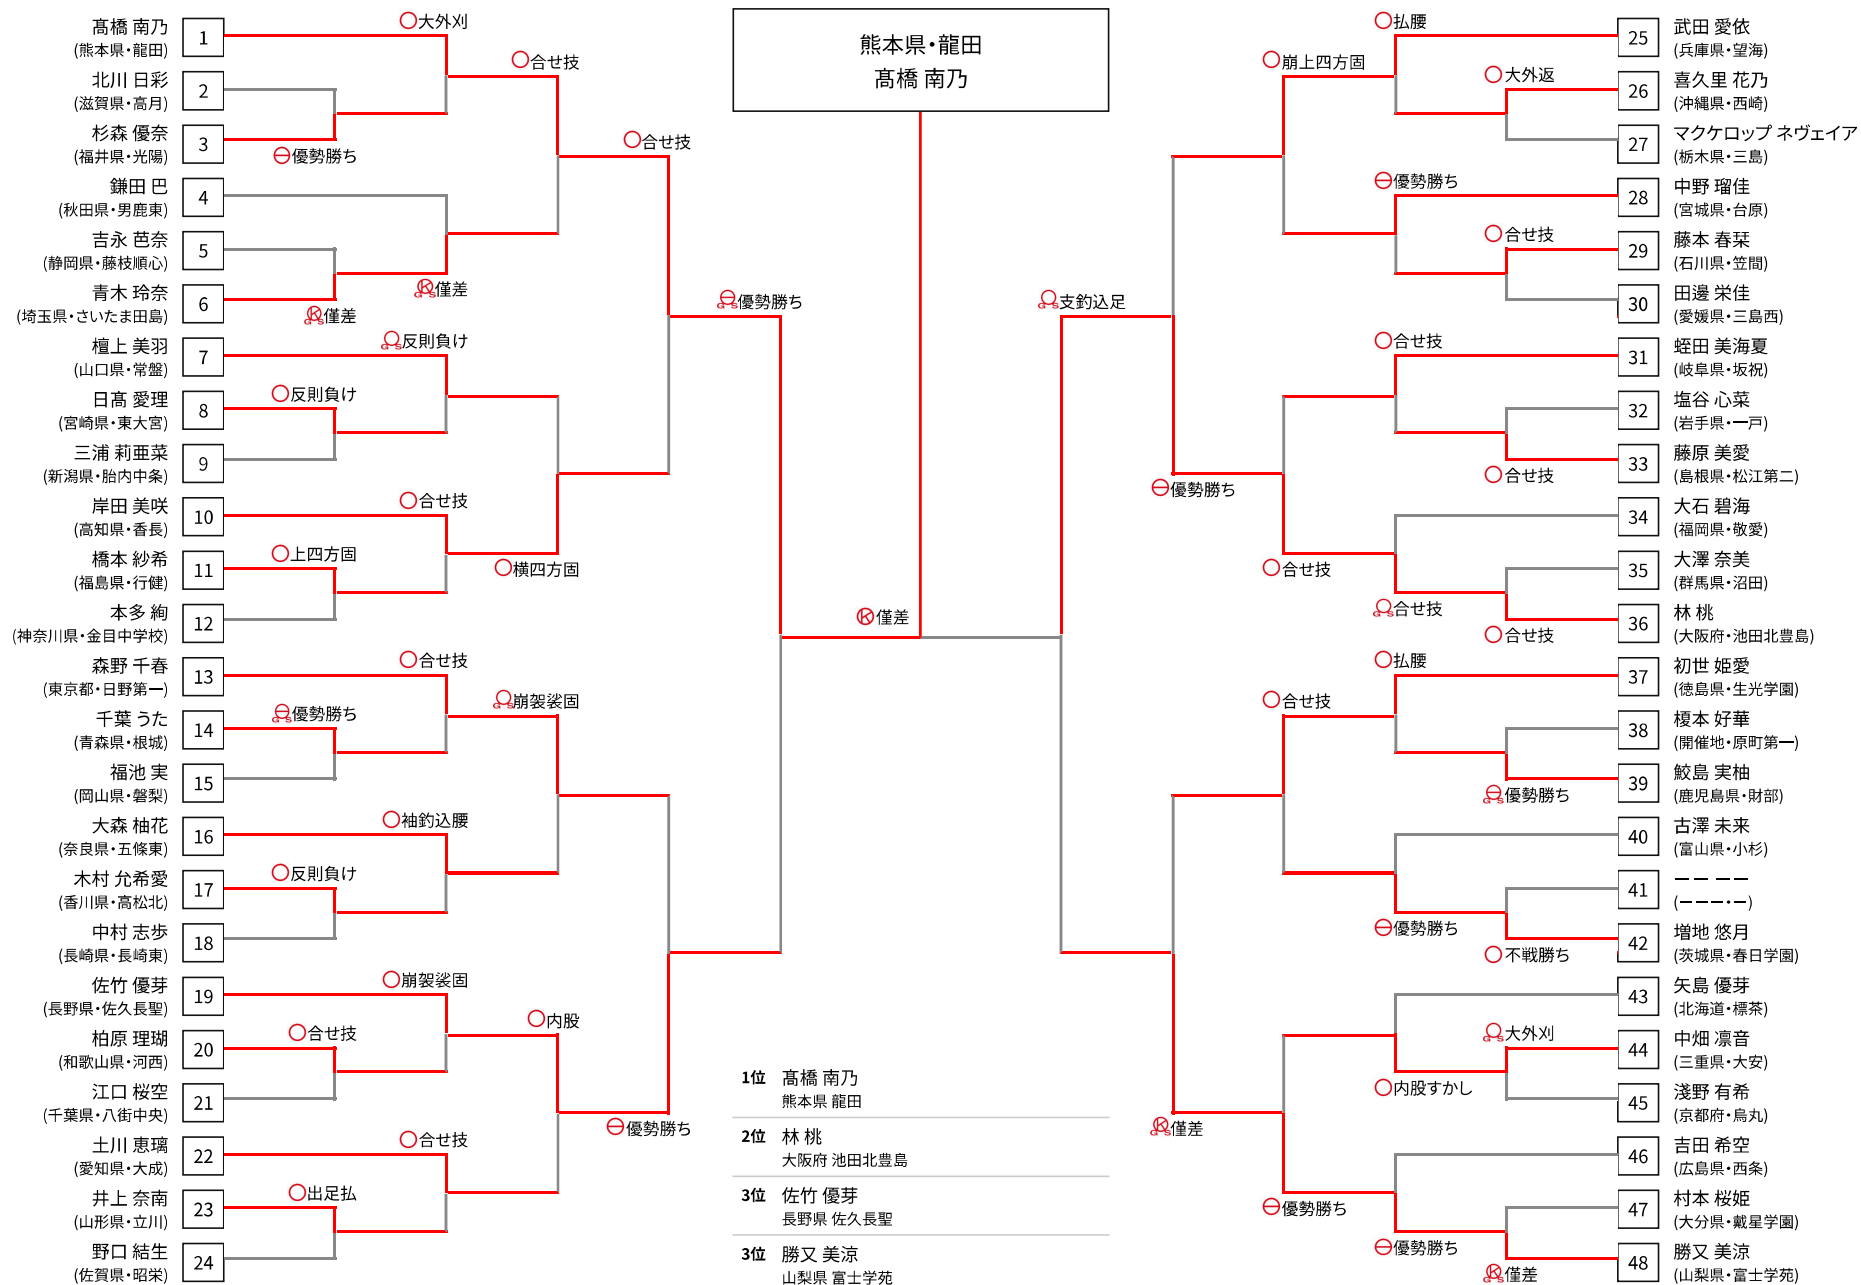 熊本県・龍田
髙橋 南乃
髙橋 南乃
1
(熊本県・龍田)
北川 日彩
2
(滋賀県・高月)
杉森 優奈
3
(福井県・光陽)
鎌田 巴
4
(秋田県・男鹿東)
吉永 芭奈
5
(静岡県・藤枝順心)
青木 玲奈
6
(埼玉県・さいたま田島)
檀上 美羽
7
(山口県・常盤)
日髙 愛理
8
(宮崎県・東大宮)
三浦 莉亜菜
9
(新潟県・胎内中条)
岸田 美咲
10
(高知県・香長)
橋本 紗希
11
(福島県・行健)
本多 絢
12
(神奈川県・金目中学校)
森野 千春
13
(東京都・日野第一)
千葉 うた
14
(青森県・根城)
福池 実
15
(岡山県・磐梨)
大森 柚花
16
(奈良県・五條東)
木村 允希愛
17
(香川県・高松北)
中村 志歩
18
(長崎県・長崎東)
佐竹 優芽
19
(長野県・佐久長聖)
柏原 理瑚
20
(和歌山県・河西)
江口 桜空
21
(千葉県・八街中央)
土川 恵璃
22
(愛知県・大成)
井上 奈南
23
(山形県・立川)
野口 結生
24
(佐賀県・昭栄)
大外刈
合せ技
優勢勝ち
合せ技
GS僅差
GS僅差
GS反則負け
反則負け
GS優勢勝ち
合せ技
上四方固
横四方固
僅差
合せ技
GS優勢勝ち
GS崩袈裟固
袖釣込腰
反則負け
崩袈裟固
合せ技
内股
優勢勝ち
合せ技
出足払
武田 愛依
25
(兵庫県・望海)
喜久里 花乃
26
(沖縄県・西崎)
マクケロップ ネヴェイア
27
(栃木県・三島)
中野 瑠佳
28
(宮城県・台原)
藤本 春栞
29
(石川県・笠間)
田邊 栄佳
30
(愛媛県・三島西)
蛭田 美海夏
31
(岐阜県・坂祝)
塩谷 心菜
32
(岩手県・一戸)
藤原 美愛
33
(島根県・松江第二)
大石 碧海
34
(福岡県・敬愛)
大澤 奈美
35
(群馬県・沼田)
林 桃
36
(大阪府・池田北豊島)
初世 姫愛
37
(徳島県・生光学園)
榎本 好華
38
(開催地・原町第一)
鮫島 実柚
39
(鹿児島県・財部)
古澤 未来
40
(富山県・小杉)
ー ー ー ー
41
(ーーー・ー)
増地 悠月
42
(茨城県・春日学園)
矢島 優芽
43
(北海道・標茶)
中畑 凛音
44
(三重県・大安)
淺野 有希
45
(京都府・烏丸)
吉田 希空
46
(広島県・西条)
村本 桜姫
47
(大分県・戴星学園)
勝又 美涼
48
(山梨県・富士学苑)
払腰
崩上四方固
大外返
優勢勝ち
合せ技
GS支釣込足
合せ技
合せ技
優勢勝ち
合せ技
GS合せ技
合せ技
払腰
合せ技
GS優勢勝ち
優勢勝ち
不戦勝ち
GS大外刈
内股すかし
GS僅差
優勢勝ち
優勢勝ち
GS僅差
1位 髙橋 南乃
熊本県 龍田
2位 林 桃
大阪府 池田北豊島
3位 佐竹 優芽
長野県 佐久長聖
3位 勝又 美涼
山梨県 富士学苑